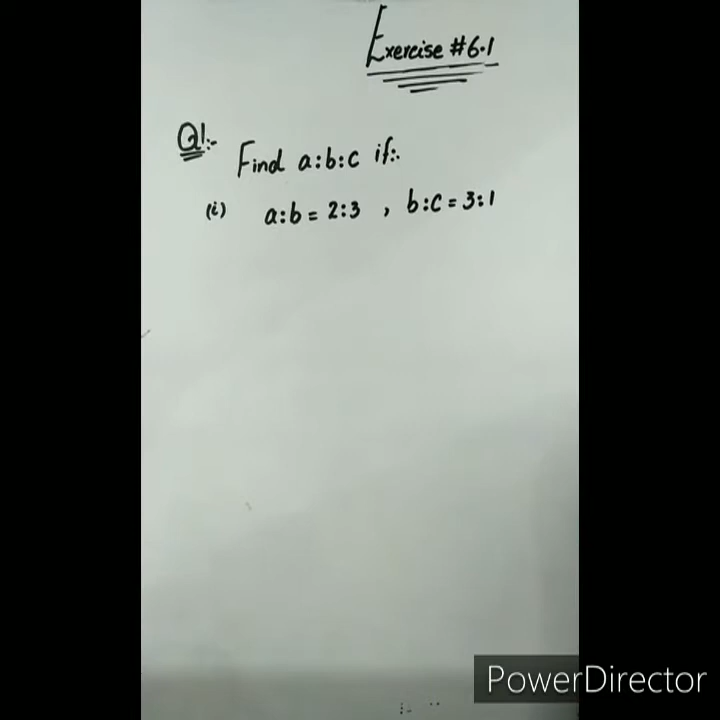 Exercise #6.1
Q1:- Find a:b:c if:.
(i) a:b = 2:3 , b:c = 3:1
PowerDirector